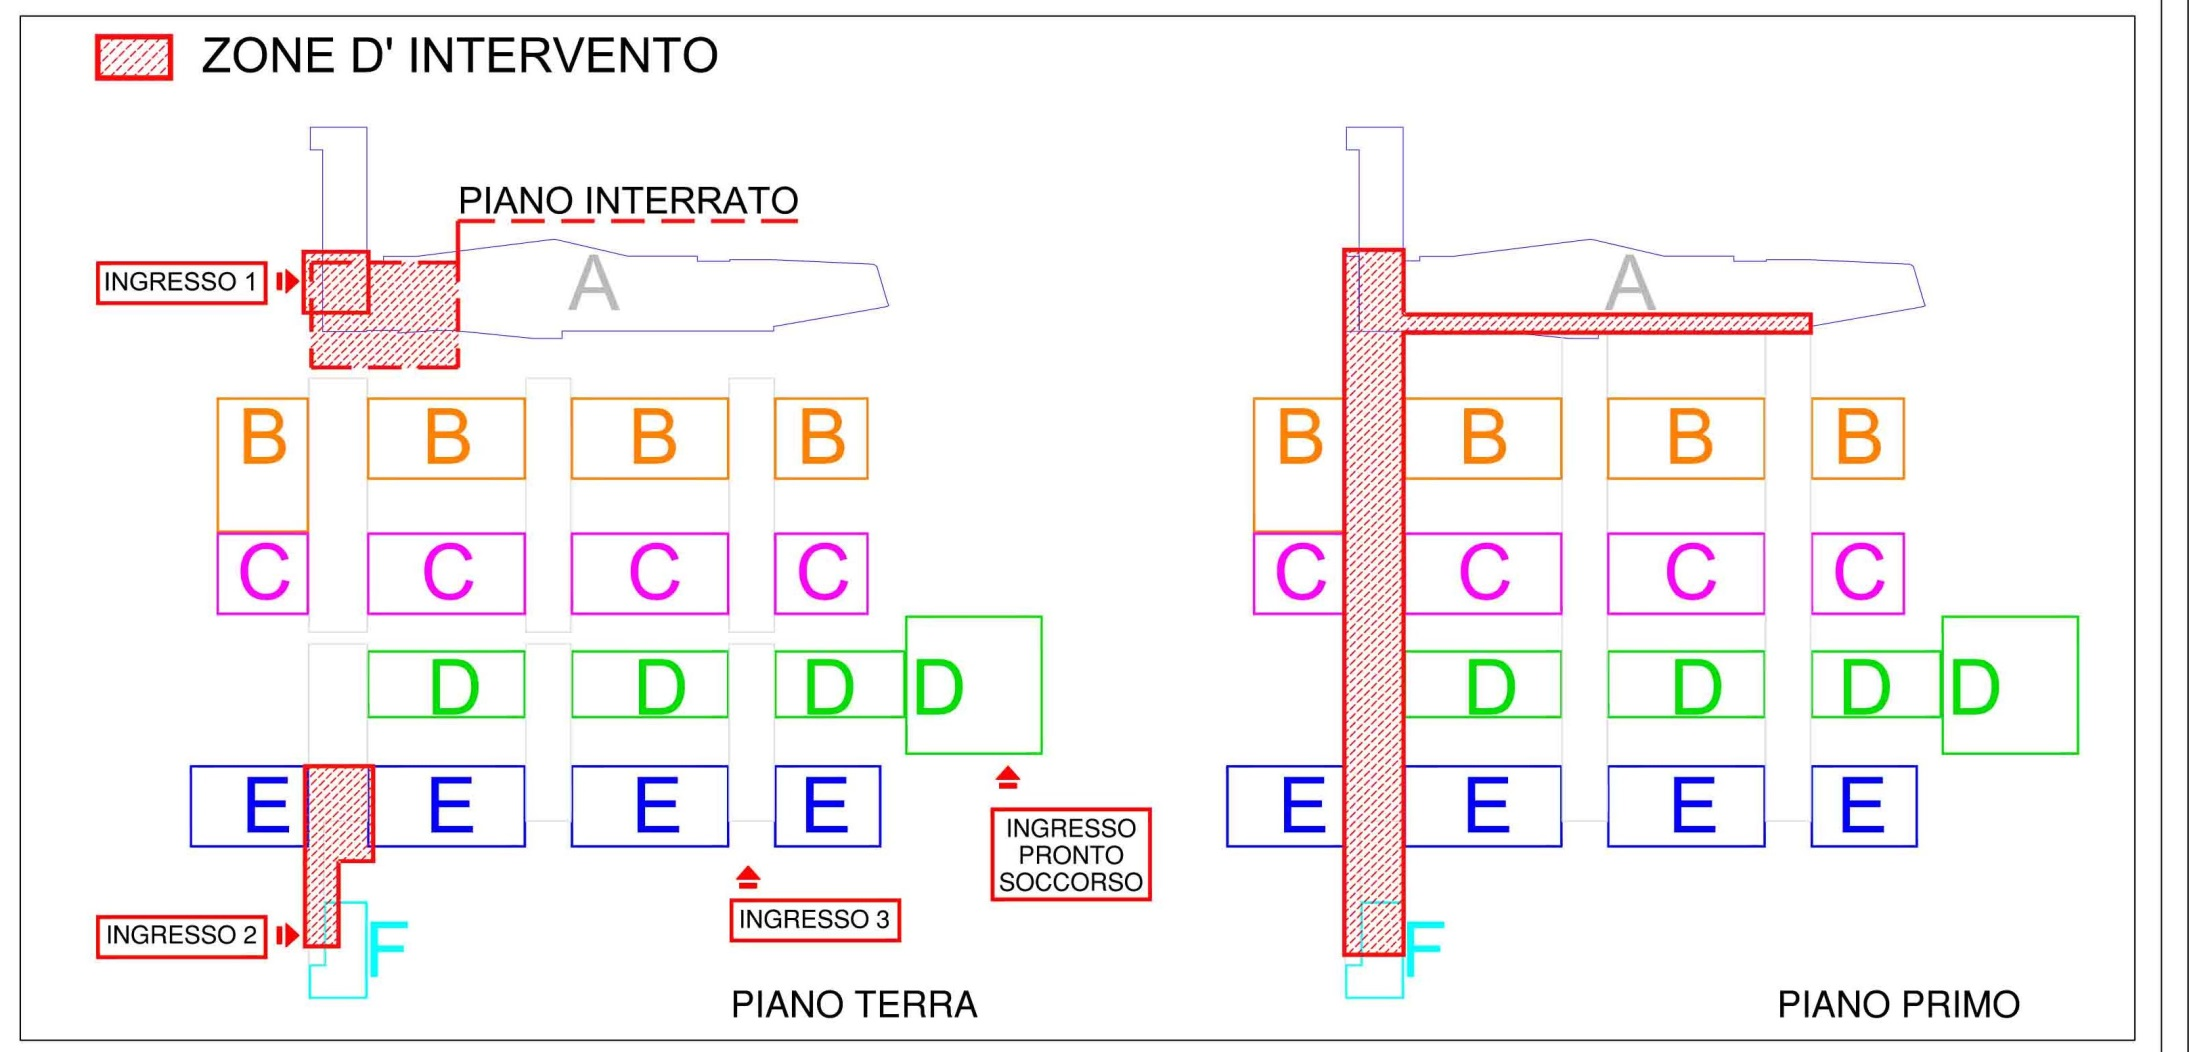 ZONE D' INTERVENTO
PIANO INTERRATO
INGRESSO 1
A
A
B B B B
B B B B
C C C C
C C C C
D D D D
D D D D
E E E E
E E E E
INGRESSO
PRONTO
SOCCORSO
INGRESSO 3
INGRESSO 2
F
F
PIANO TERRA
PIANO PRIMO